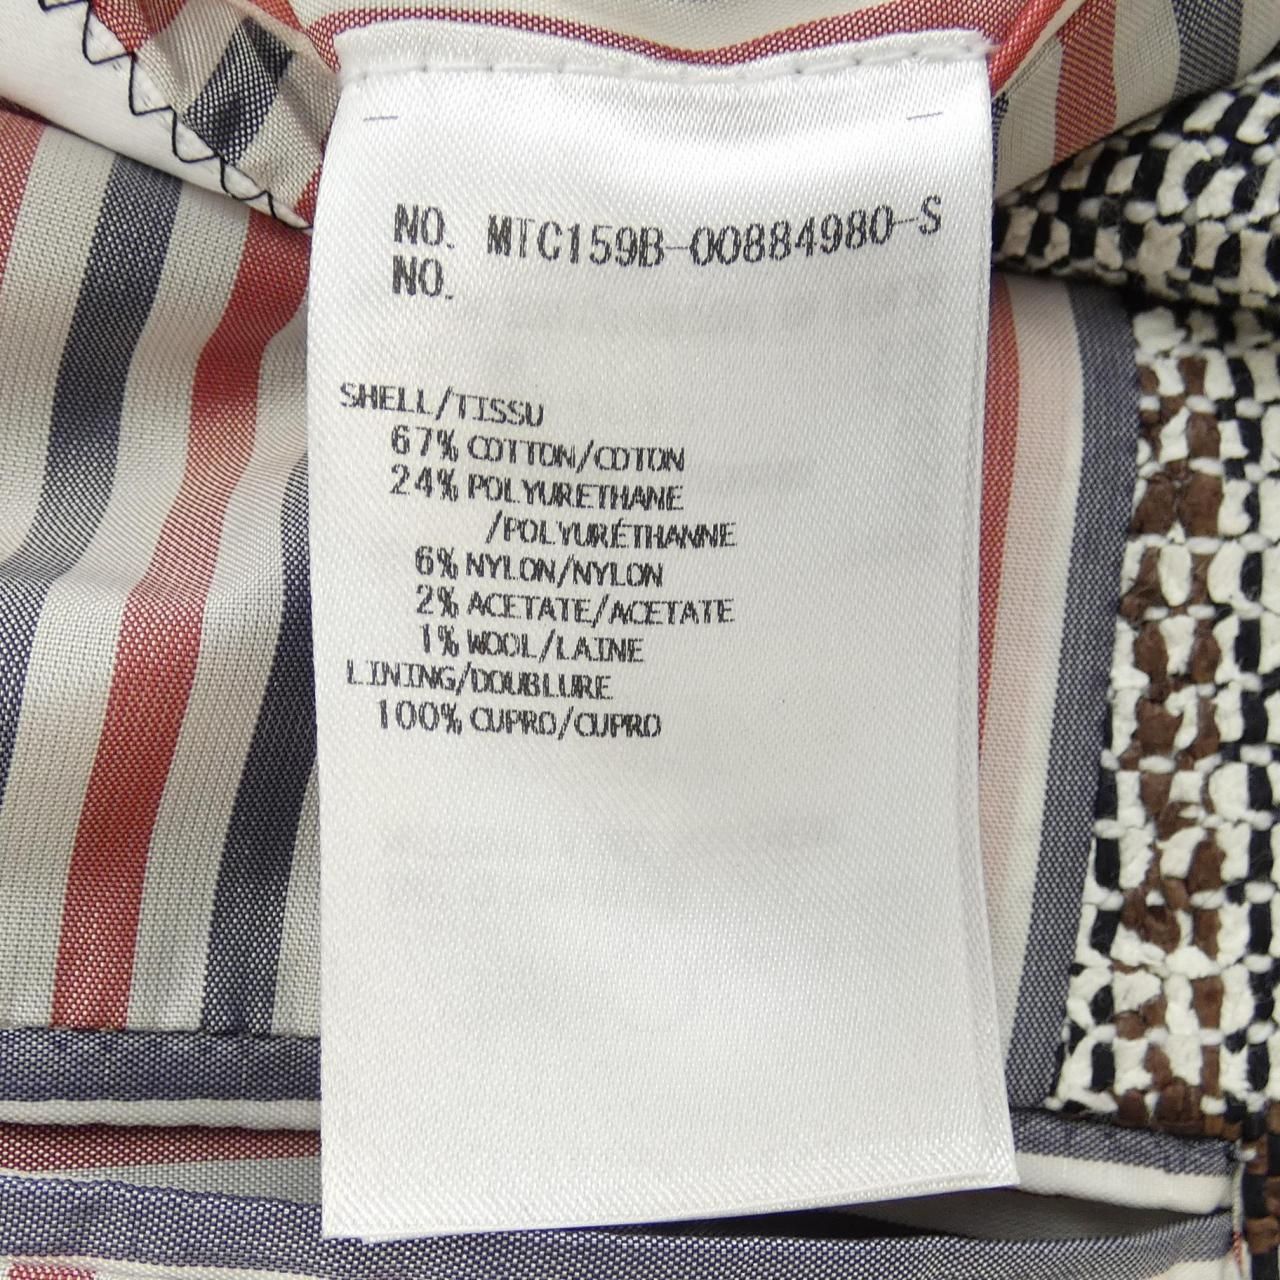 NO. MTC159B-00884980-S
NO.
SHELL/TISSU
67% COTTON/COTON
24% POLYURETHANE
/POLYURÉTHANNE
6% NYLON/NYLON
2% ACETATE/ACETATE
1% WOOL/LAINE
LINING/DOUBLURE
100% CUPRO/CUPRO